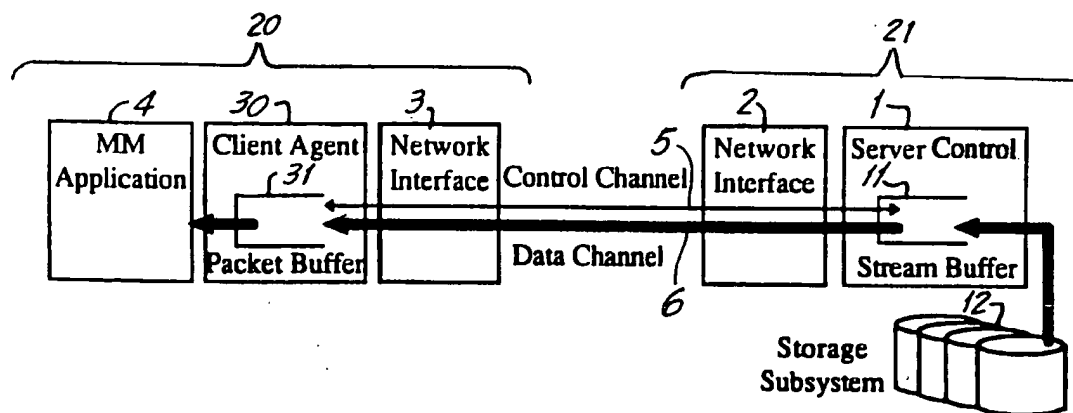 20
21
4
MM
Application
30
Client Agent
31
Packet Buffer
3
Network
Interface
Control Channel
5
Data Channel
6
2
Network
Interface
1
Server Control
11
Stream Buffer
12
Storage
Subsystem